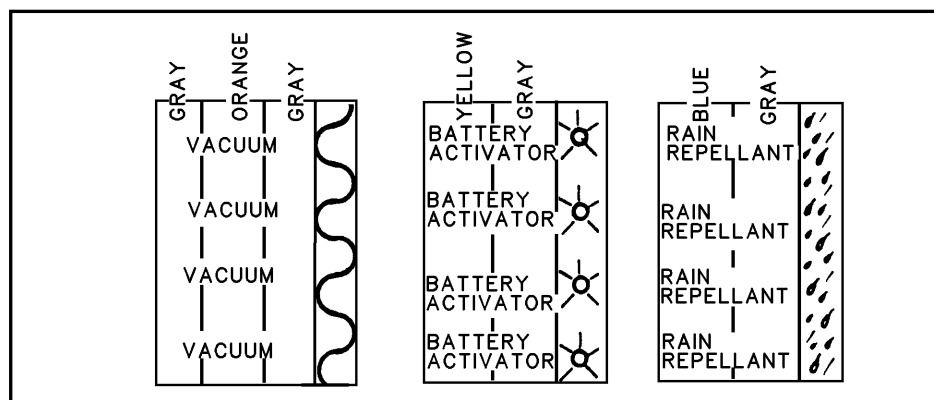 GRAY
ORANGE
GRAY
VACUUM
VACUUM
VACUUM
VACUUM
YELLOW
GRAY
BATTERY
ACTIVATOR
BATTERY
ACTIVATOR
BATTERY
ACTIVATOR
BATTERY
ACTIVATOR
BLUE
GRAY
RAIN
REPELLANT
RAIN
REPELLANT
RAIN
REPELLANT
RAIN
REPELLANT